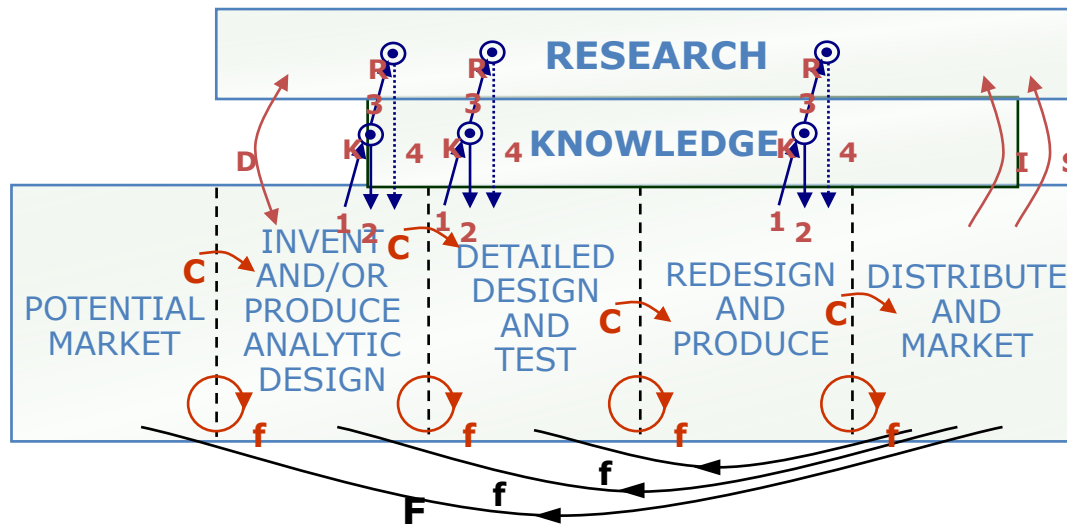 RESEARCH
R R R
3 3 3
KNOWLEDGE
K K K
D 4 4 4 I S
1 2 1 2 1 2
C C C C
POTENTIAL
MARKET
INVENT
AND/OR
PRODUCE
ANALYTIC
DESIGN
DETAILED
DESIGN
AND
TEST
REDESIGN
AND
PRODUCE
DISTRIBUTE
AND
MARKET
f f f f
f
f
F